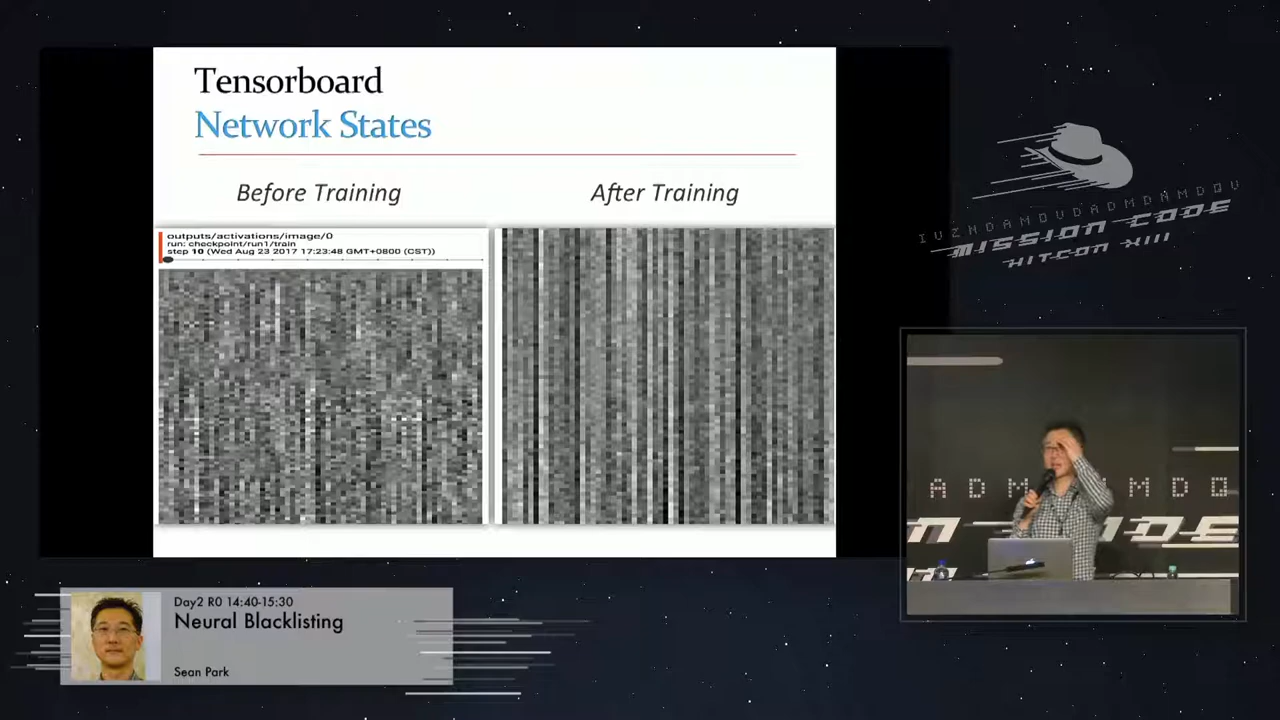 Tensorboard
Network States
Before Training
After Training
outputs/activations/image/0
run: checkpoint/run1/train
step 10 (Wed Aug 23 2017 17:23:48 GMT+0800 (CST))
MISSION CODE
HITCON XIII
Day2 R0 14:40-15:30
Neural Blacklisting
Sean Park